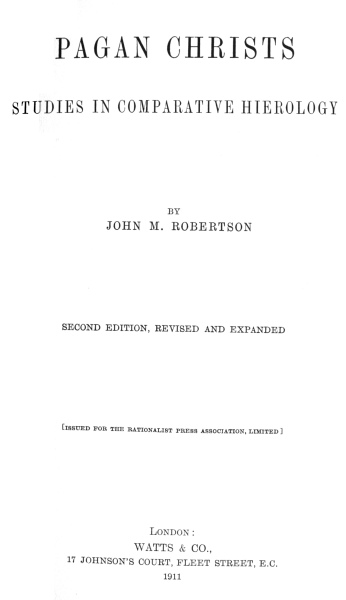 PAGAN CHRISTS
STUDIES IN COMPARATIVE HIEROLOGY
BY
JOHN M. ROBERTSON
SECOND EDITION, REVISED AND EXPANDED
[ISSUED FOR THE RATIONALIST PRESS ASSOCIATION, LIMITED]
LONDON:
WATTS & CO.,
17 JOHNSON'S COURT, FLEET STREET, E.C.
1911